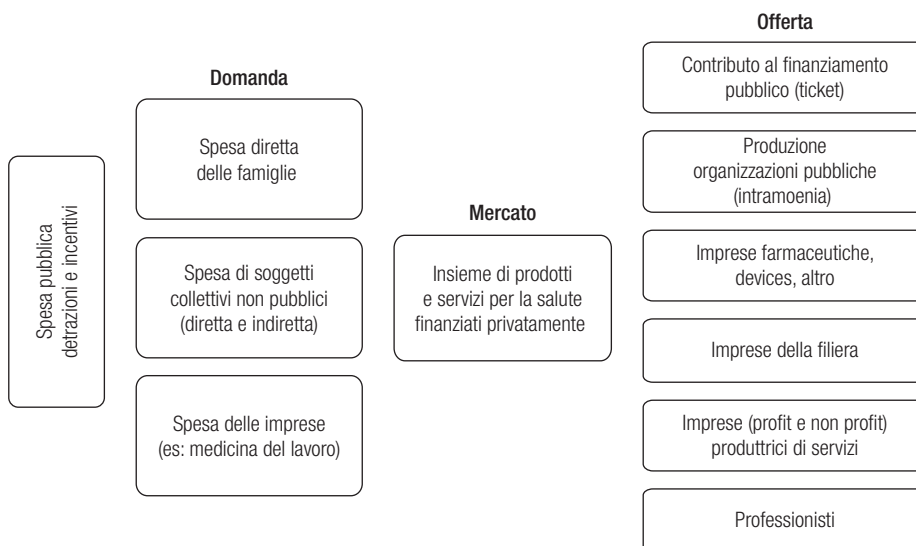 Spesa pubblica
detrazioni e incentivi
Domanda
Spesa diretta
delle famiglie
Spesa di soggetti
collettivi non pubblici
(diretta e indiretta)
Spesa delle imprese
(es: medicina del lavoro)
Mercato
Insieme di prodotti
e servizi per la salute
finanziati privatamente
Offerta
Contributo al finanziamento
pubblico (ticket)
Produzione
organizzazioni pubbliche
(intramoenia)
Imprese farmaceutiche,
devices, altro
Imprese della filiera
Imprese (profit e non profit)
produttrici di servizi
Professionisti